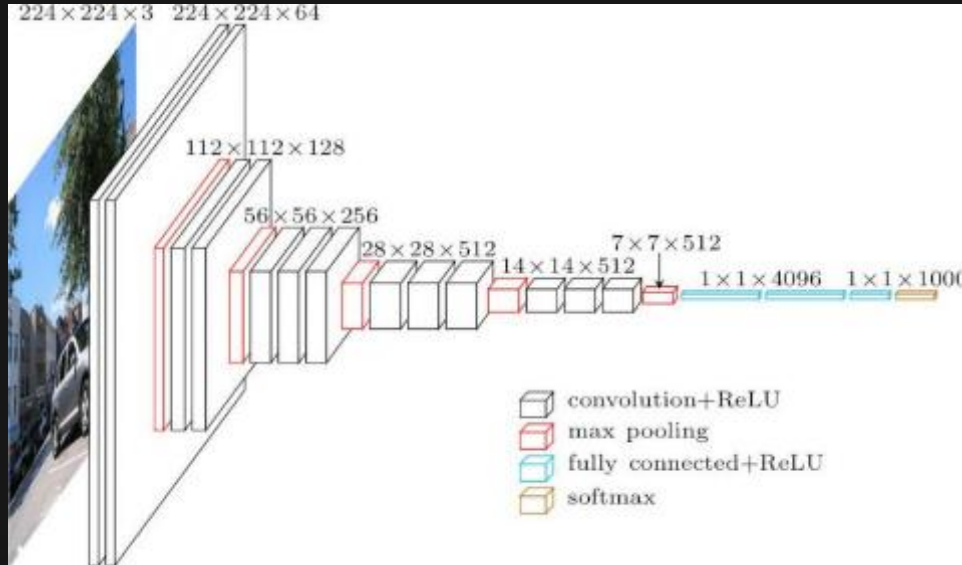 224×224×3
224×224×64
112×112×128
56×56×256
28×28×512
14×14×512
7×7×512
1×1×4096
1×1×1000
convolution+ReLU
max pooling
fully connected+ReLU
softmax